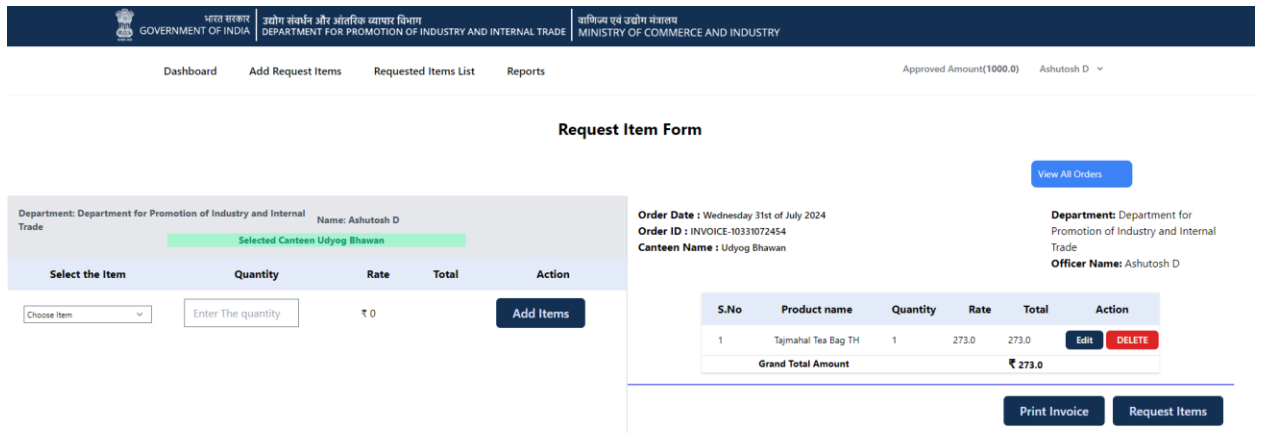 भारत सरकार
GOVERNMENT OF INDIA
उद्योग संवर्धन और आंतरिक व्यापार विभाग
DEPARTMENT FOR PROMOTION OF INDUSTRY AND INTERNAL TRADE
वाणिज्य एवं उद्योग मंत्रालय
MINISTRY OF COMMERCE AND INDUSTRY
Dashboard Add Request Items Requested Items List Reports Approved Amount(1000.0) Ashutosh D
Request Item Form
View All Orders
Department: Department for Promotion of Industry and Internal
Trade
Name: Ashutosh D
Selected Canteen Udyog Bhawan
Select the Item Quantity Rate Total Action
Choose Item Enter The quantity ₹ 0 Add Items
Order Date : Wednesday 31st of July 2024
Order ID : INVOICE-10331072454
Canteen Name : Udyog Bhawan
Department: Department for
Promotion of Industry and Internal
Trade
Officer Name: Ashutosh D
S.No Product name Quantity Rate Total Action
1 Tajmahal Tea Bag TH 1 273.0 273.0 Edit DELETE
Grand Total Amount ₹ 273.0
Print Invoice Request Items